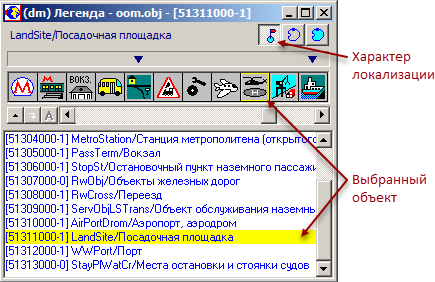 (dm) Легенда - oom.obj - [51311000-1]
LandSite/Посадочная площадка
Характер
локализации
M
ВОКЗ.
H
A
Выбранный
объект
[51304000-1] MetroStation/Станция метрополитена (открытого
[51305000-1] PassTerm/Вокзал
[51306000-1] StopSt/Остановочный пункт наземного пассажи
[51307000-0] RwObj/Объекты железных дорог
[51308000-1] RwCross/Переезд
[51309000-1] ServObjLSTrans/Объект обслуживания наземны
[51310000-1] AirPortDrom/Аэропорт, аэродром
[51311000-1] LandSite/Посадочная площадка
[51312000-1] WWPort/Порт
[51313000-0] StayPlWatCr/Места остановки и стоянки судов